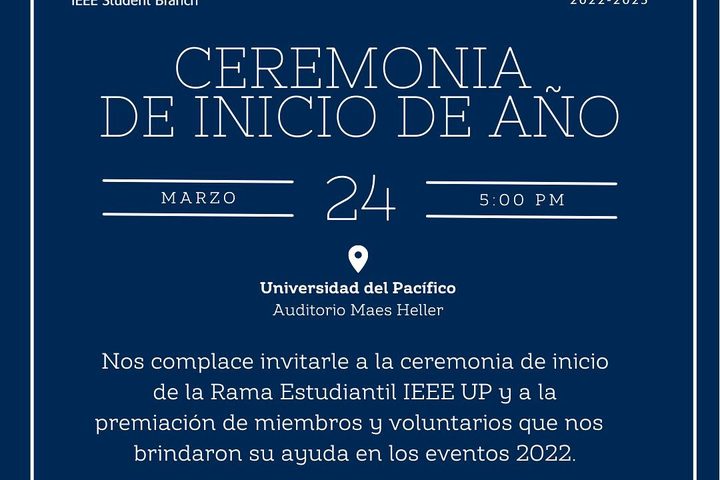 IEEE Student Branch
2022-2023
CEREMONIA
DE INICIO DE AÑO
MARZO
24
5:00 PM
Universidad del Pacífico
Auditorio Maes Heller
Nos complace invitarle a la ceremonia de inicio
de la Rama Estudiantil IEEE UP y a la
premiación de miembros y voluntarios que nos
brindaron su ayuda en los eventos 2022.